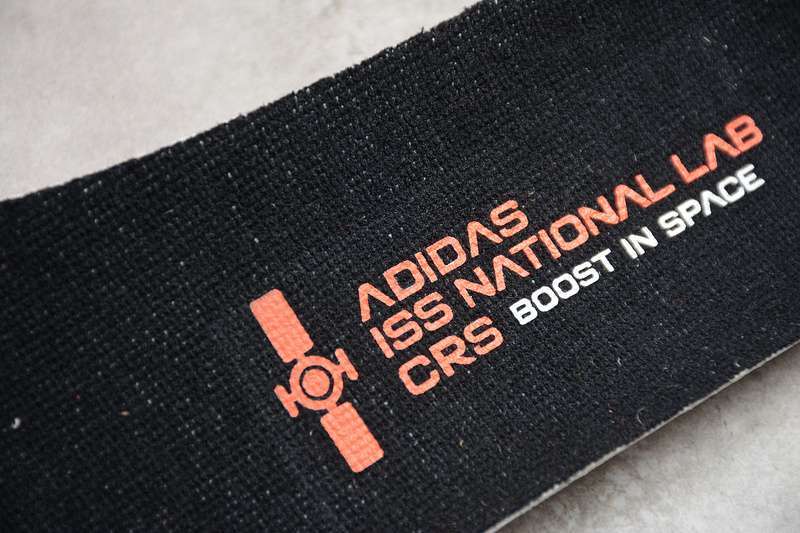 ADIDAS
ISS NATIONAL LAB
CRS BOOST IN SPACE